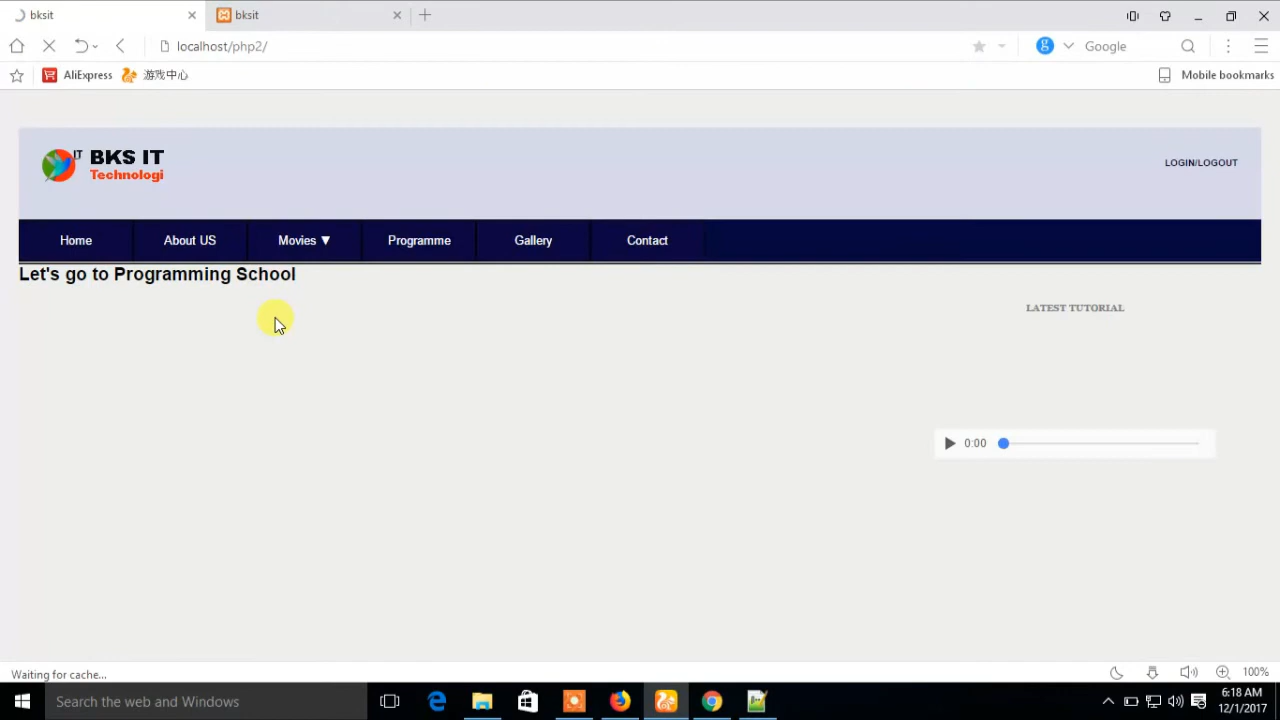 bksit
bksit
localhost/php2/
Google
AliExpress
游戏中心
Mobile bookmarks
IT BKS IT
Technologi
LOGIN/LOGOUT
Home About US Movies ▼ Programme Gallery Contact
Let's go to Programming School
LATEST TUTORIAL
0:00
Waiting for cache...
100%
Search the web and Windows
6:18 AM
12/1/2017